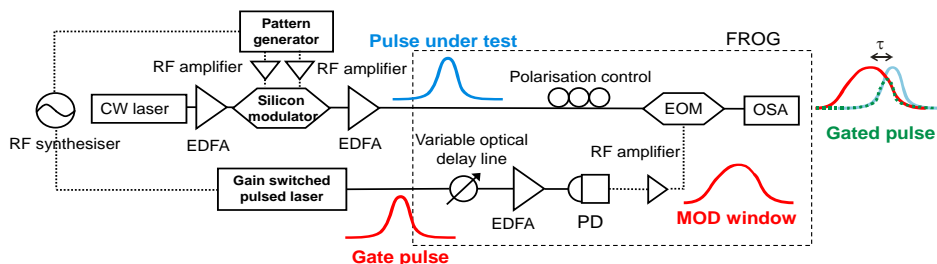 Pattern
generator
FROG
Pulse under test
τ
RF amplifier
RF amplifier
Polarisation control
CW laser
Silicon
modulator
EOM
OSA
RF synthesiser
EDFA
EDFA
Variable optical
delay line
RF amplifier
Gated pulse
Gain switched
pulsed laser
EDFA
PD
MOD window
Gate pulse